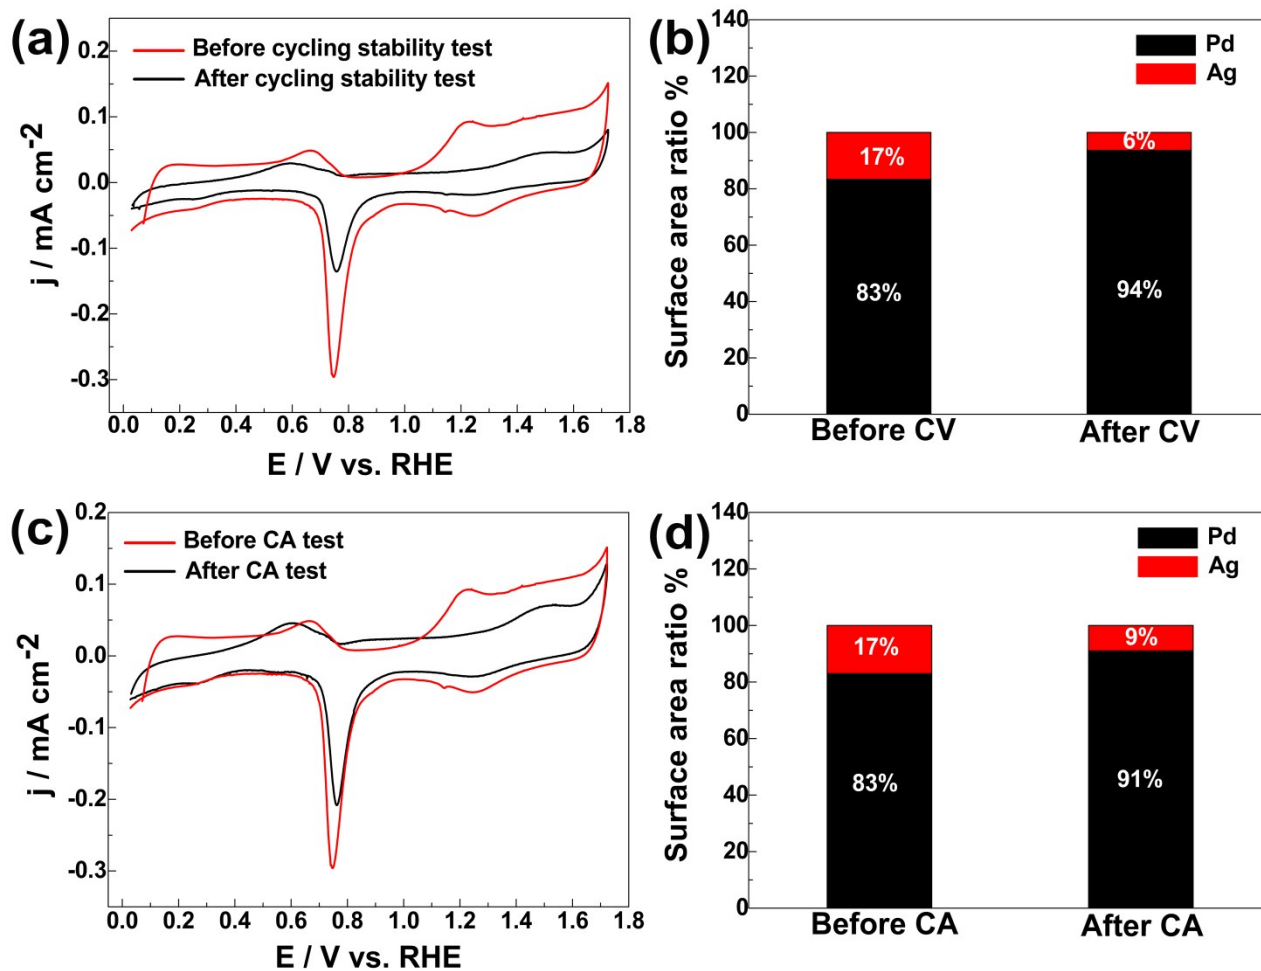 (a)
Before cycling stability test
After cycling stability test
0.2
0.1
0.0
-0.1
-0.2
-0.3
j / mA cm-2
0.0 0.2 0.4 0.6 0.8 1.0 1.2 1.4 1.6 1.8
E / V vs. RHE
(b)
Pd
Ag
140
120
100
80
60
40
20
0
Surface area ratio %
17%
83%
6%
94%
Before CV After CV
(c)
Before CA test
After CA test
0.2
0.1
0.0
-0.1
-0.2
-0.3
j / mA cm-2
0.0 0.2 0.4 0.6 0.8 1.0 1.2 1.4 1.6 1.8
E / V vs. RHE
(d)
Pd
Ag
140
120
100
80
60
40
20
0
Surface area ratio %
17%
83%
9%
91%
Before CA After CA